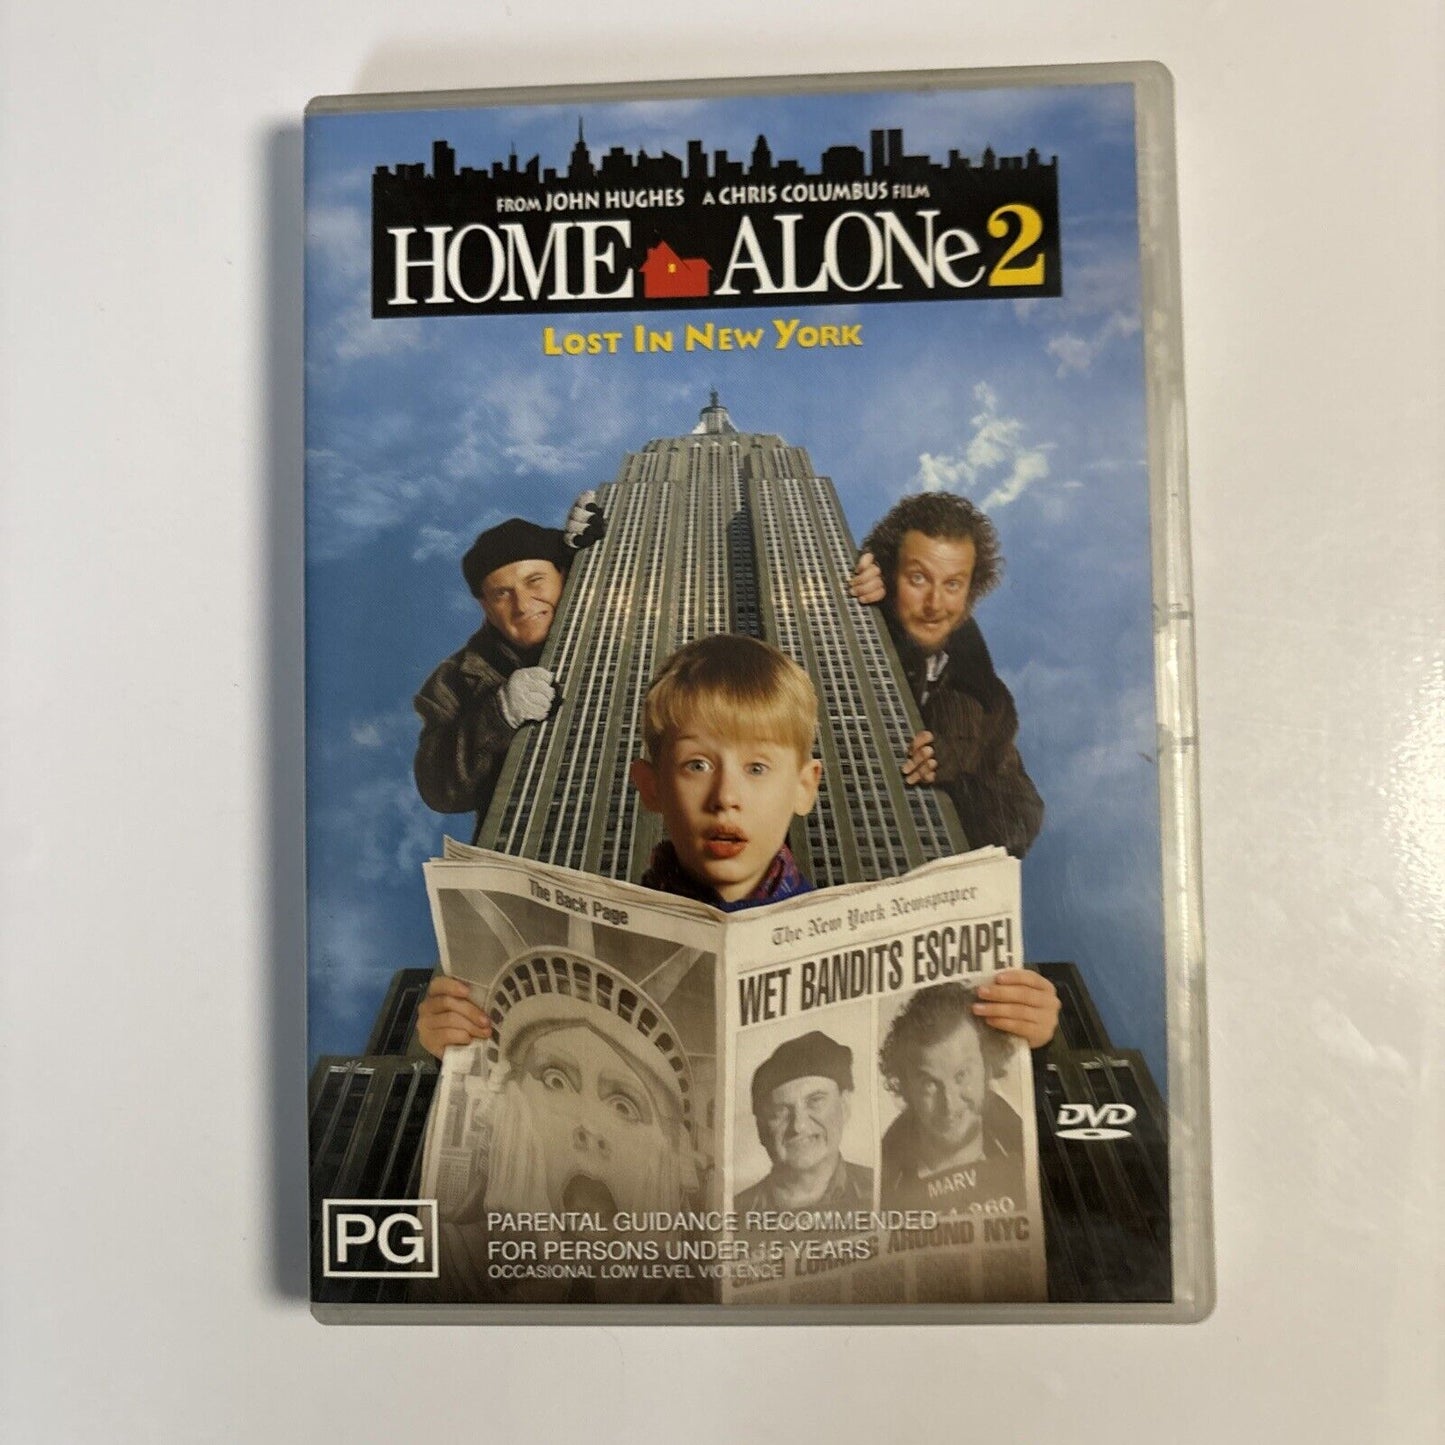 FROM JOHN HUGHES A CHRIS COLUMBUS FILM
HOME ALONe 2
LOST IN NEW YORK
The Back Page
The New York Newspaper
WET BANDITS ESCAPE!
MARV
DVD
PG
PARENTAL GUIDANCE RECOMMENDED
FOR PERSONS UNDER 15 YEARS
OCCASIONAL LOW LEVEL VIOLENCE
AROUND NYC